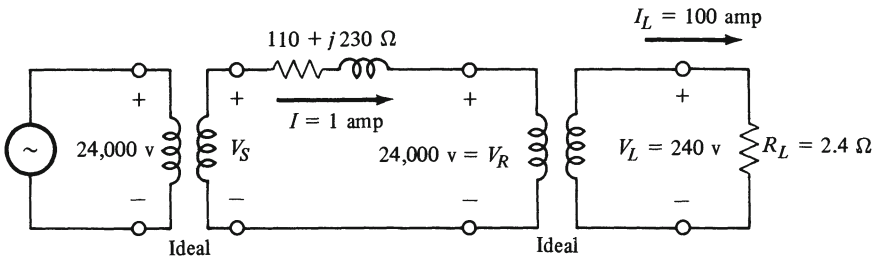 I_L = 100 amp
110 + j230 Ω
+
+
I = 1 amp
+
+
~
24,000 v
V_S
24,000 v = V_R
V_L = 240 v
R_L = 2.4 Ω
−
−
−
−
Ideal
Ideal